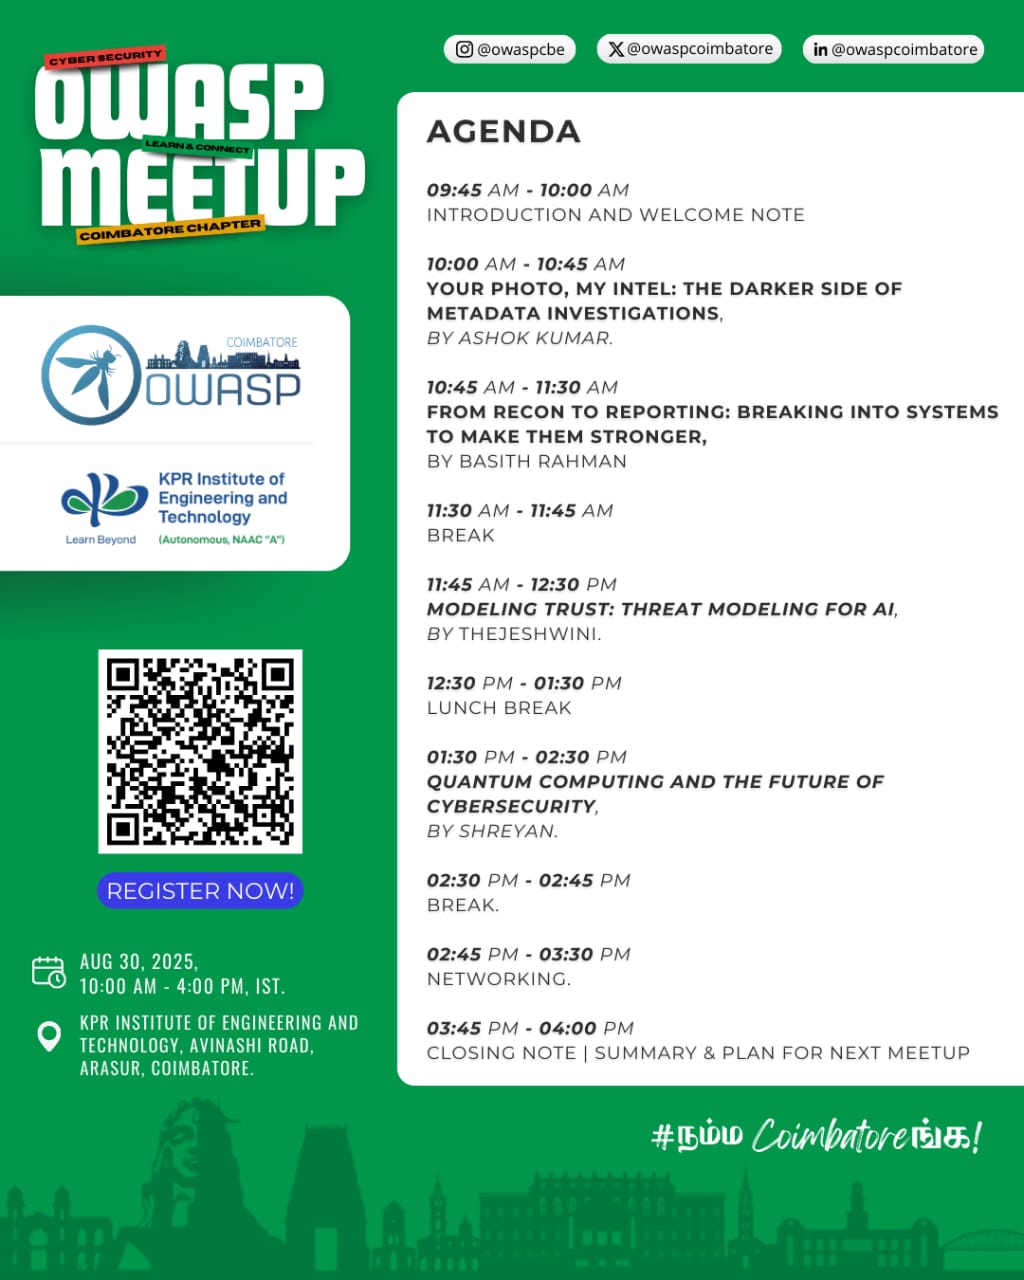 CYBER SECURITY
OWASP
LEARN & CONNECT
MEETUP
COIMBATORE CHAPTER
@owaspcbe
@owaspcoimbatore
in @owaspcoimbatore
COIMBATORE
OWASP
KPR Institute of
Engineering and
Technology
Learn Beyond
(Autonomous, NAAC "A")
REGISTER NOW!
AUG 30, 2025,
10:00 AM - 4:00 PM, IST.
KPR INSTITUTE OF ENGINEERING AND
TECHNOLOGY, AVINASHI ROAD,
ARASUR, COIMBATORE.
AGENDA
09:45 AM - 10:00 AM
INTRODUCTION AND WELCOME NOTE
10:00 AM - 10:45 AM
YOUR PHOTO, MY INTEL: THE DARKER SIDE OF
METADATA INVESTIGATIONS,
BY ASHOK KUMAR.
10:45 AM - 11:30 AM
FROM RECON TO REPORTING: BREAKING INTO SYSTEMS
TO MAKE THEM STRONGER,
BY BASITH RAHMAN
11:30 AM - 11:45 AM
BREAK
11:45 AM - 12:30 PM
MODELING TRUST: THREAT MODELING FOR AI,
BY THEJESHWINI.
12:30 PM - 01:30 PM
LUNCH BREAK
01:30 PM - 02:30 PM
QUANTUM COMPUTING AND THE FUTURE OF
CYBERSECURITY,
BY SHREYAN.
02:30 PM - 02:45 PM
BREAK.
02:45 PM - 03:30 PM
NETWORKING.
03:45 PM - 04:00 PM
CLOSING NOTE | SUMMARY & PLAN FOR NEXT MEETUP
#நம்ம Coimbatoreங்க!